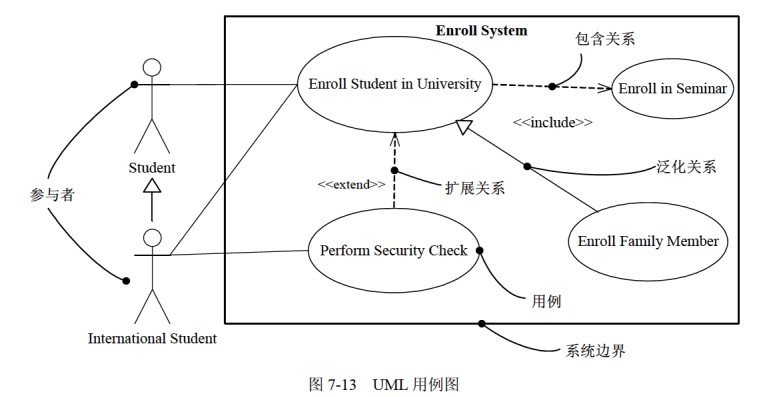 Enroll System
包含关系
Enroll Student in University
Enroll in Seminar
<<include>>
Student
泛化关系
<<extend>>
扩展关系
参与者
Enroll Family Member
Perform Security Check
用例
International Student
系统边界
图 7-13 UML 用例图